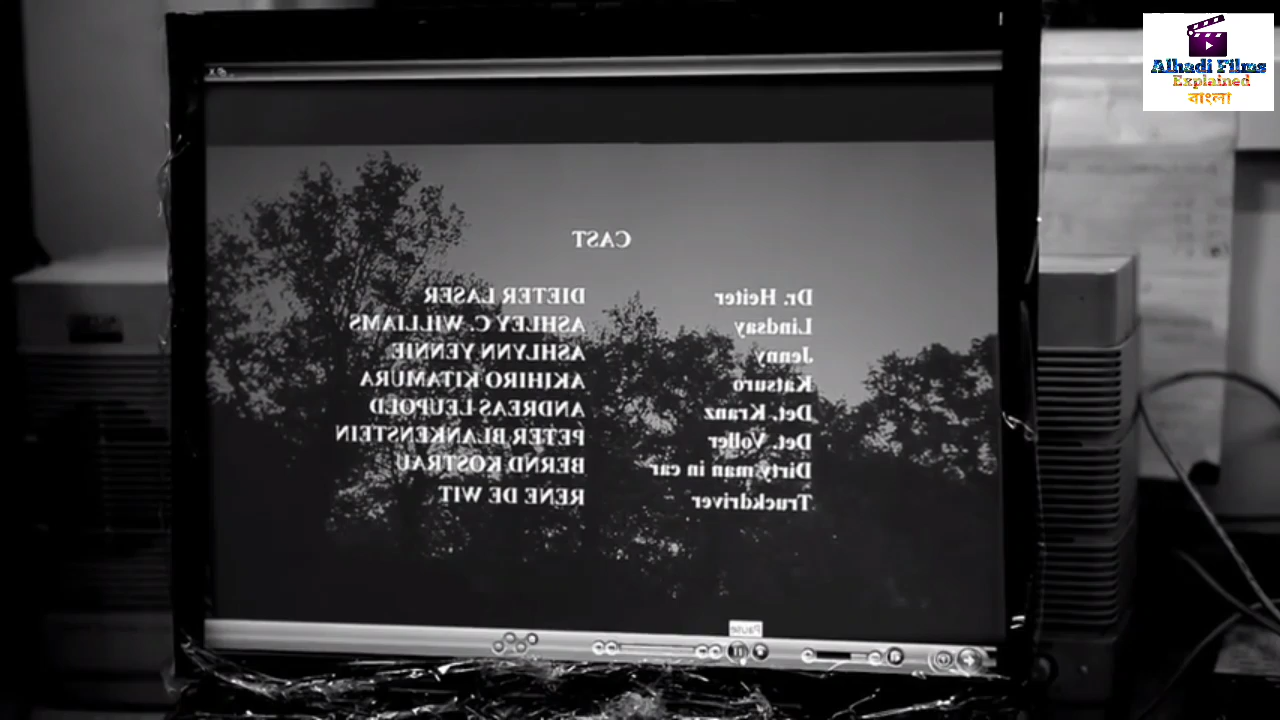 Alhadi Films
Explained
বাংলা
CAST
Dr. Heiter DIETER LASER
Lindsay ASHLEY C. WILLIAMS
Jenny ASHLYNN YENNIE
Katsuro AKIHIRO KITAMURA
Det. Kranz ANDREAS LEUPOLD
Det. Voller PETER BLANKENSTEIN
Dirty man in car BERND KOSTRAU
Truckdriver RENE DE WIT
Pause